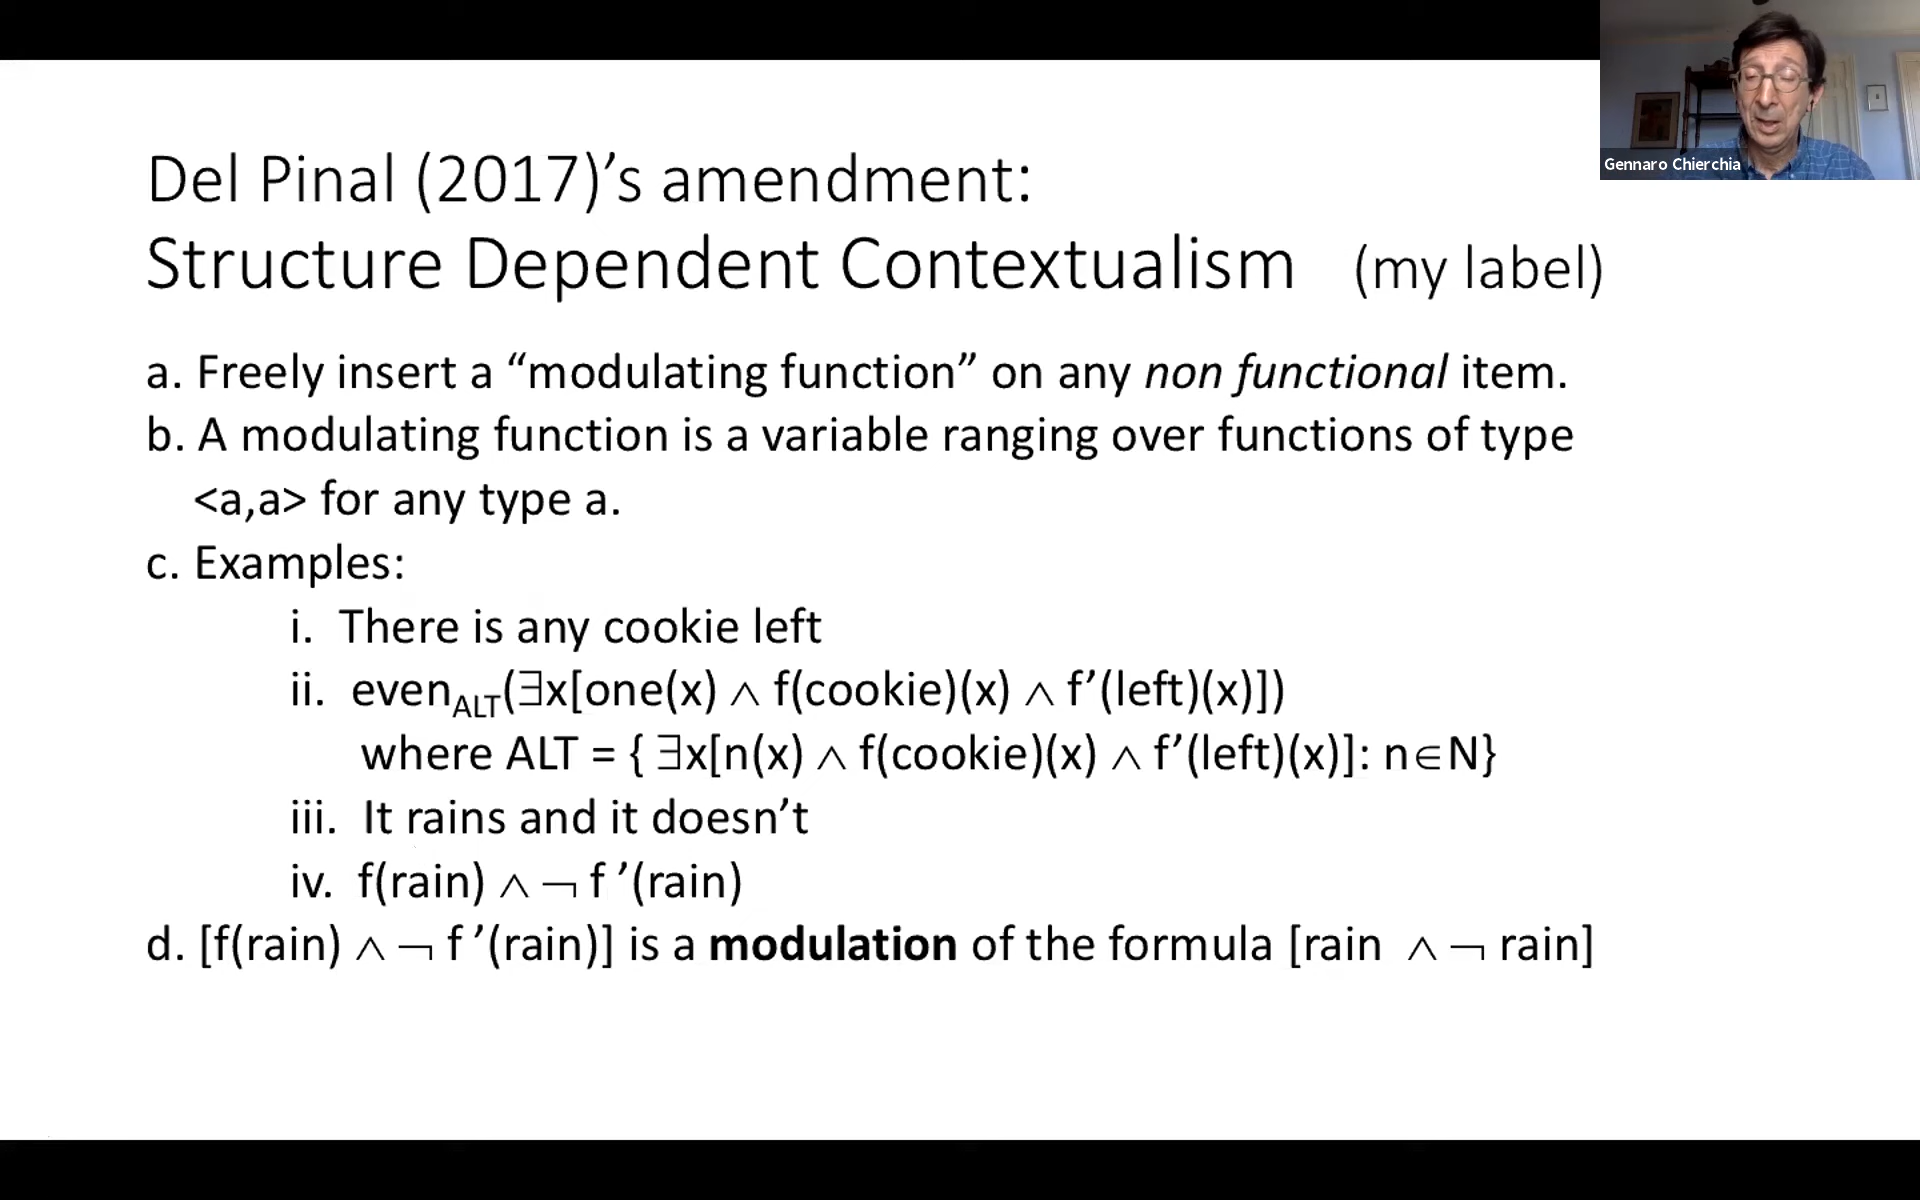 Gennaro Chierchia
Del Pinal (2017)’s amendment:
Structure Dependent Contextualism (my label)
a. Freely insert a “modulating function” on any non functional item.
b. A modulating function is a variable ranging over functions of type
<a,a> for any type a.
c. Examples:
i. There is any cookie left
ii. evenALT(∃x[one(x) ∧ f(cookie)(x) ∧ f’(left)(x)])
where ALT = { ∃x[n(x) ∧ f(cookie)(x) ∧ f’(left)(x)]: n∈N}
iii. It rains and it doesn’t
iv. f(rain) ∧ ¬ f ’(rain)
d. [f(rain) ∧ ¬ f ’(rain)] is a modulation of the formula [rain ∧ ¬ rain]